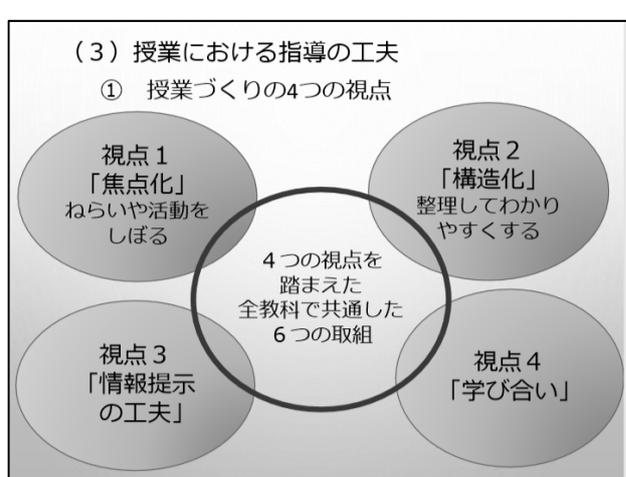 （３）授業における指導の工夫
① 授業づくりの4つの視点
視点１
「焦点化」
ねらいや活動を
しぼる
視点２
「構造化」
整理してわかり
やすくする
４つの視点を
踏まえた
全教科で共通した
６つの取組
視点３
「情報提示
の工夫」
視点４
「学び合い」